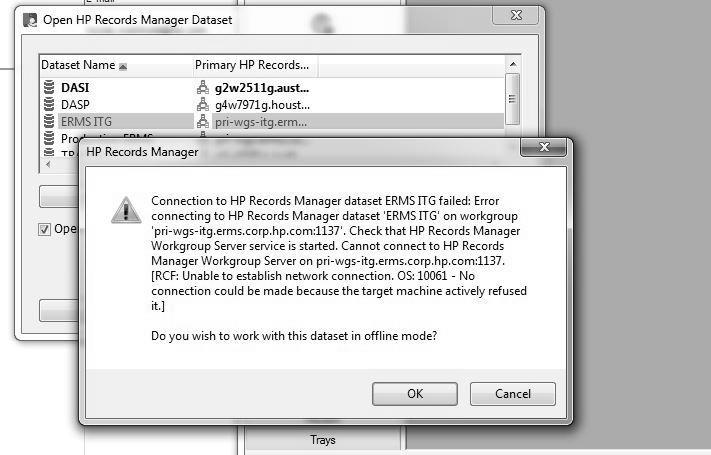 Open HP Records Manager Dataset
Dataset Name
Primary HP Records...
DASI
g2w2511g.aust...
DASP
g4w7971g.houst...
ERMS ITG
pri-wgs-itg.erm...
HP Records Manager
Connection to HP Records Manager dataset ERMS ITG failed: Error
connecting to HP Records Manager dataset 'ERMS ITG' on workgroup
'pri-wgs-itg.erms.corp.hp.com:1137'. Check that HP Records Manager
Workgroup Server service is started. Cannot connect to HP Records
Manager Workgroup Server on pri-wgs-itg.erms.corp.hp.com:1137.
[RCF: Unable to establish network connection. OS: 10061 - No
connection could be made because the target machine actively refused
it.]
Do you wish to work with this dataset in offline mode?
OK
Cancel
Ope
Trays